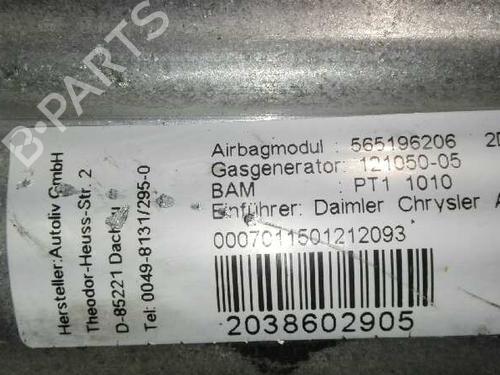 Hersteller:Autoliv GmbH
Theodor-Heuss-Str. 2
D-85221
Tel: 0049-8131/295-0
Airbagmodul : 565196206
Gasgenerator: 121050-05
BAM : PT1 1010
Einführer: Daimler Chrysler A
0007011501212093
2038602905
B-PARTS